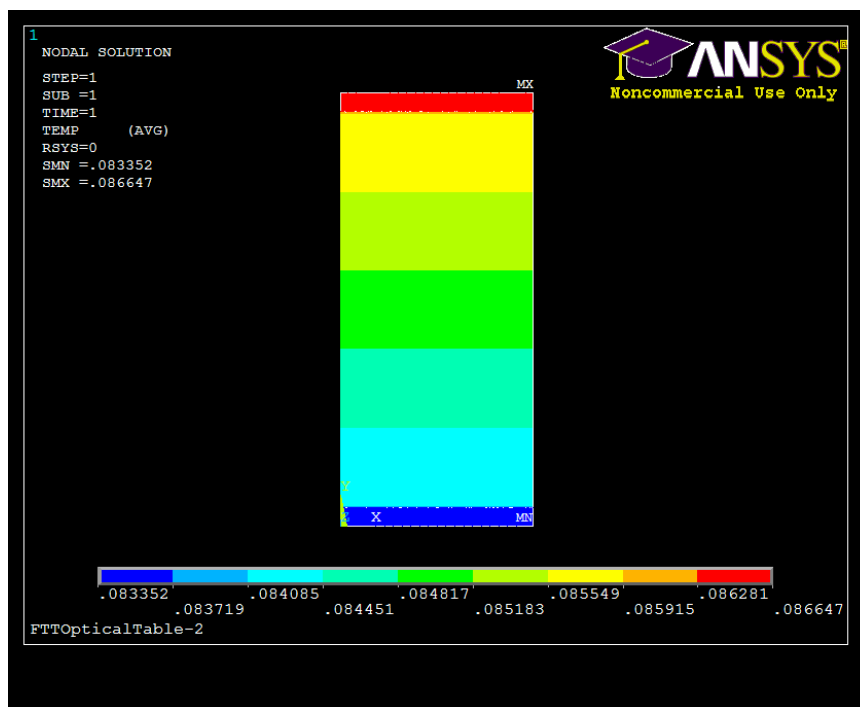 1
NODAL SOLUTION
STEP=1
SUB =1
TIME=1
TEMP (AVG)
RSYS=0
SMN =.083352
SMX =.086647
ANSYS®
Noncommercial Use Only
MX
Y
X
MN
.083352 .084085 .084817 .085549 .086281
.083719 .084451 .085183 .085915 .086647
FTTOpticalTable-2